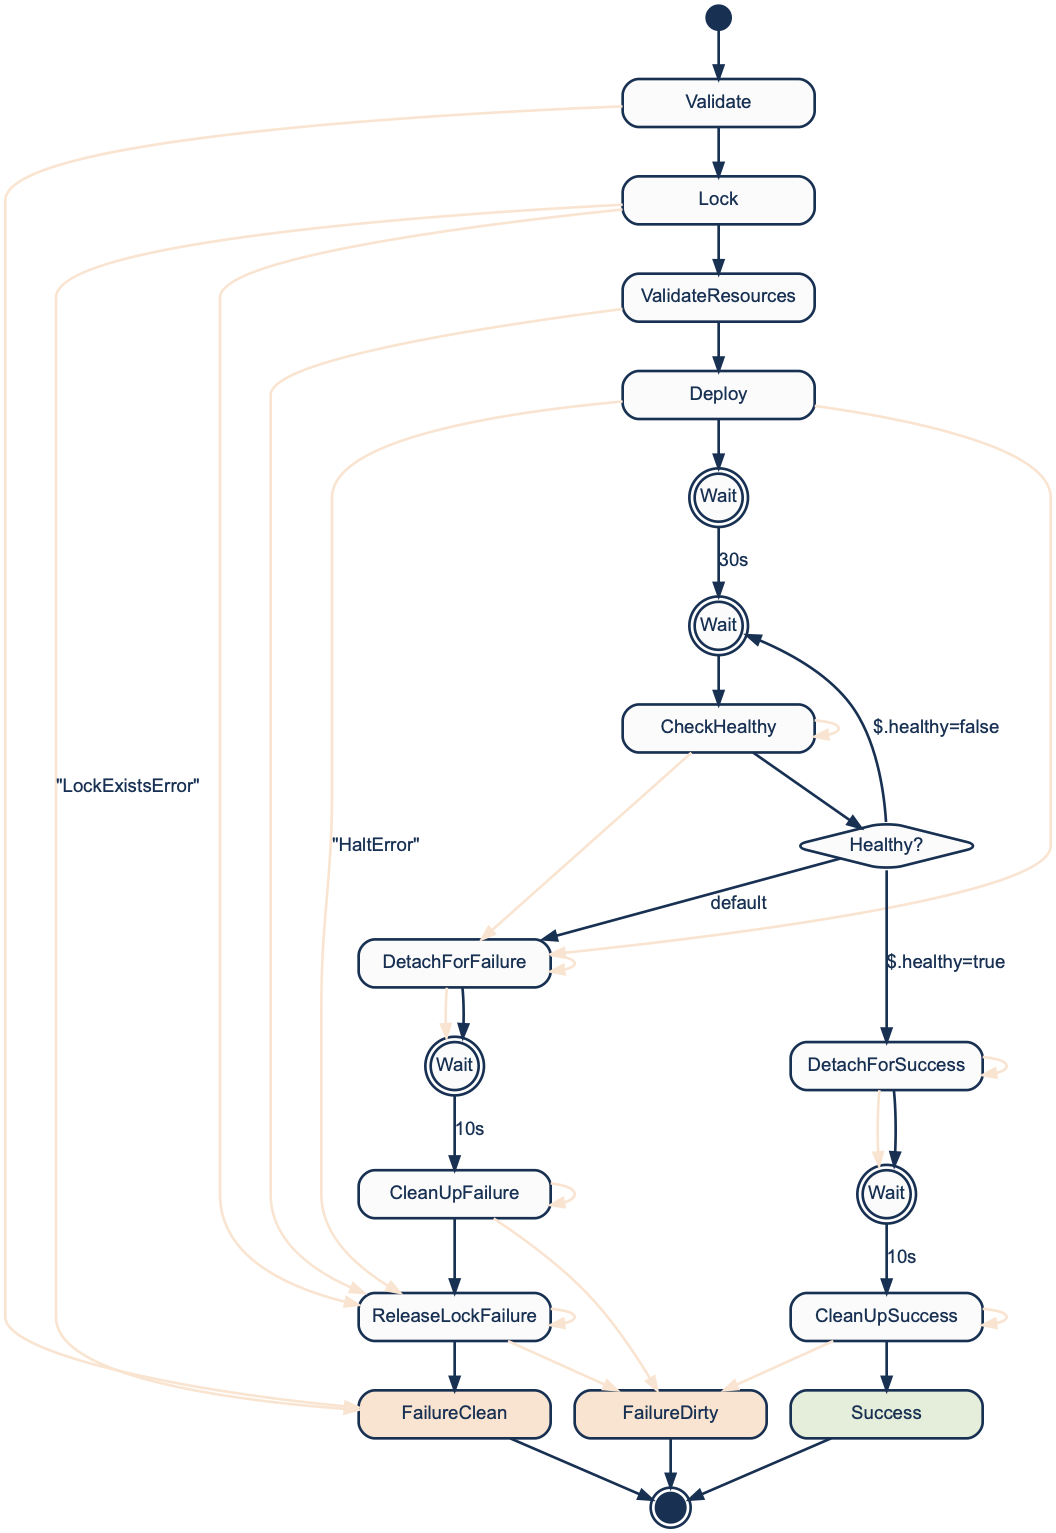 Validate
Lock
ValidateResources
Deploy
Wait
30s
Wait
CheckHealthy
$.healthy=false
"LockExistsError"
"HaltError"
Healthy?
default
DetachForFailure
$.healthy=true
Wait
DetachForSuccess
10s
CleanUpFailure
Wait
10s
ReleaseLockFailure
CleanUpSuccess
FailureClean
FailureDirty
Success